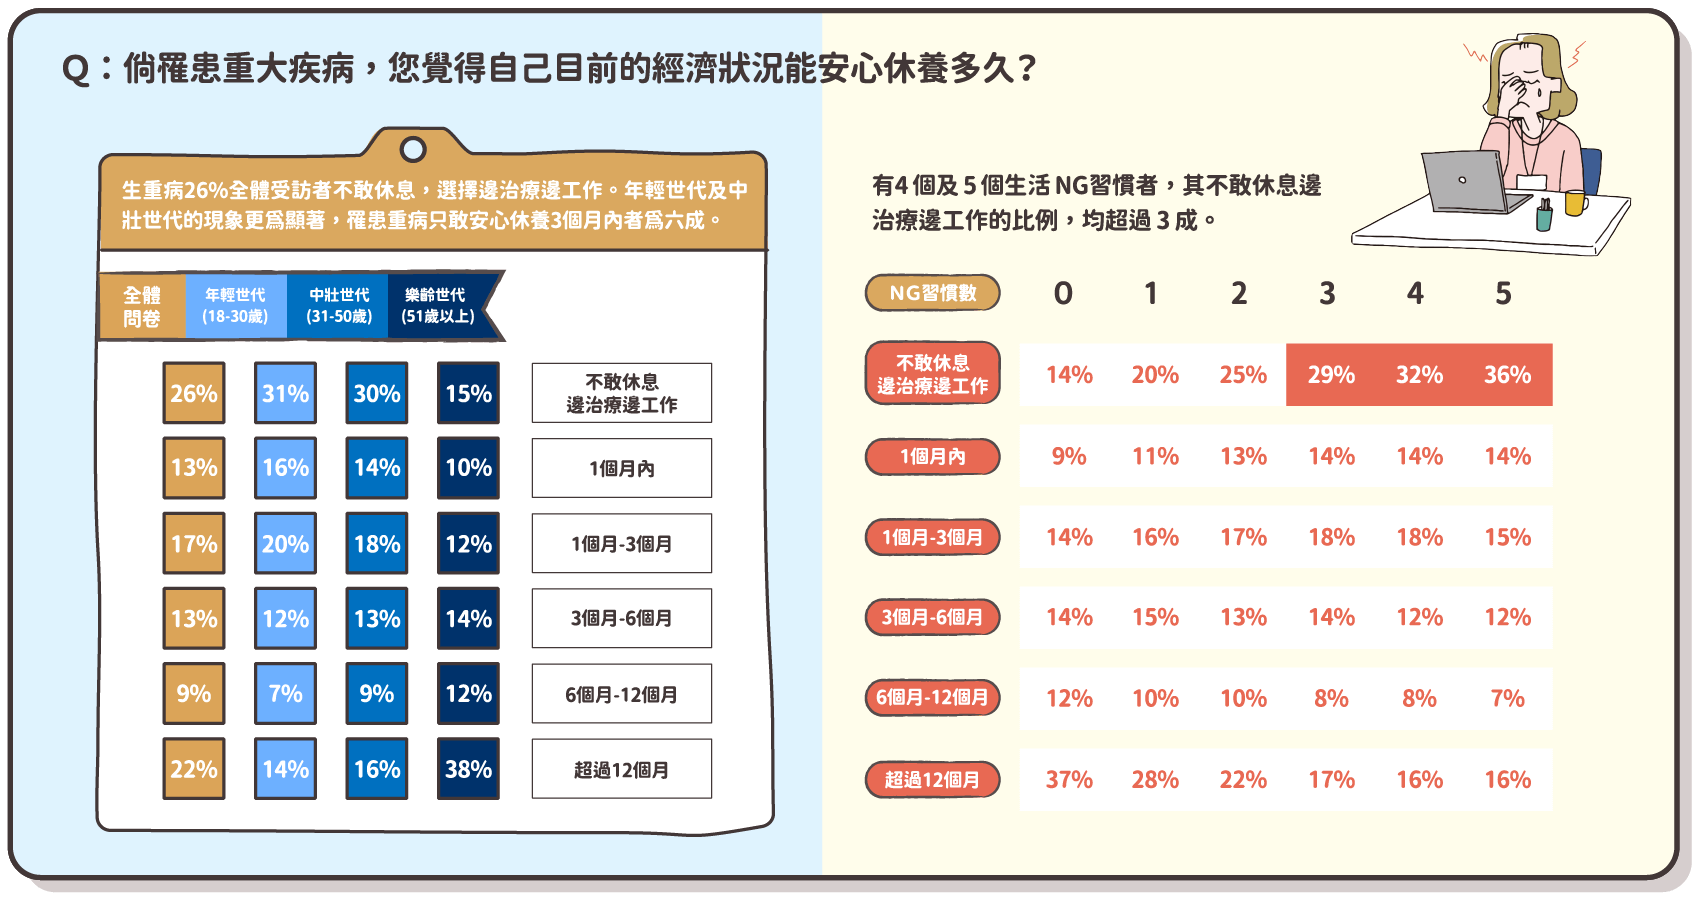 Q：倘罹患重大疾病，您覺得自己目前的經濟狀況能安心休養多久？
生重病26%全體受訪者不敢休息，選擇邊治療邊工作。年輕世代及中
壯世代的現象更為顯著，罹患重病只敢安心休養3個月內者為六成。
全體
問卷
年輕世代
(18-30歲)
中壯世代
(31-50歲)
樂齡世代
(51歲以上)
26% 31% 30% 15% 不敢休息
邊治療邊工作
13% 16% 14% 10% 1個月內
17% 20% 18% 12% 1個月-3個月
13% 12% 13% 14% 3個月-6個月
9% 7% 9% 12% 6個月-12個月
22% 14% 16% 38% 超過12個月
有4 個及 5 個生活 NG習慣者，其不敢休息邊
治療邊工作的比例，均超過 3 成。
NG習慣數 0 1 2 3 4 5
不敢休息
邊治療邊工作 14% 20% 25% 29% 32% 36%
1個月內 9% 11% 13% 14% 14% 14%
1個月-3個月 14% 16% 17% 18% 18% 15%
3個月-6個月 14% 15% 13% 14% 12% 12%
6個月-12個月 12% 10% 10% 8% 8% 7%
超過12個月 37% 28% 22% 17% 16% 16%